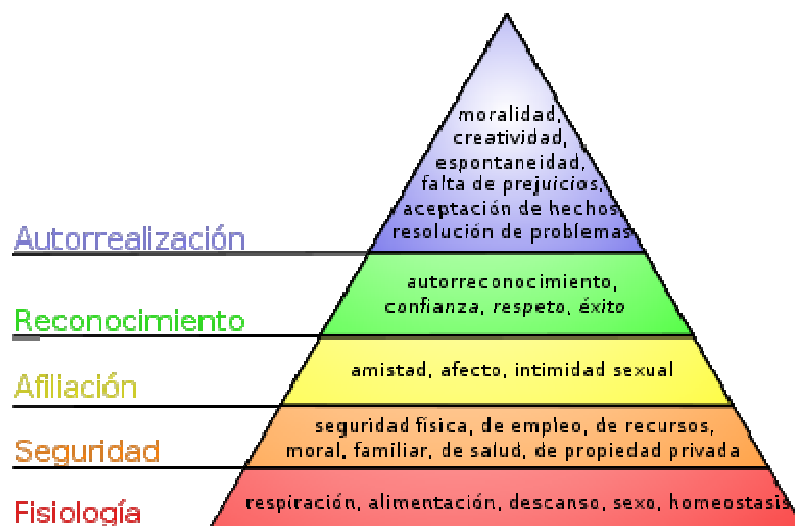 moralidad,
creatividad,
espontaneidad,
falta de prejuicios,
aceptación de hechos,
resolución de problemas
Autorrealización
autorreconocimiento,
confianza, respeto, éxito
Reconocimiento
amistad, afecto, intimidad sexual
Afiliación
seguridad física, de empleo, de recursos,
moral, familiar, de salud, de propiedad privada
Seguridad
respiración, alimentación, descanso, sexo, homeostasis
Fisiología